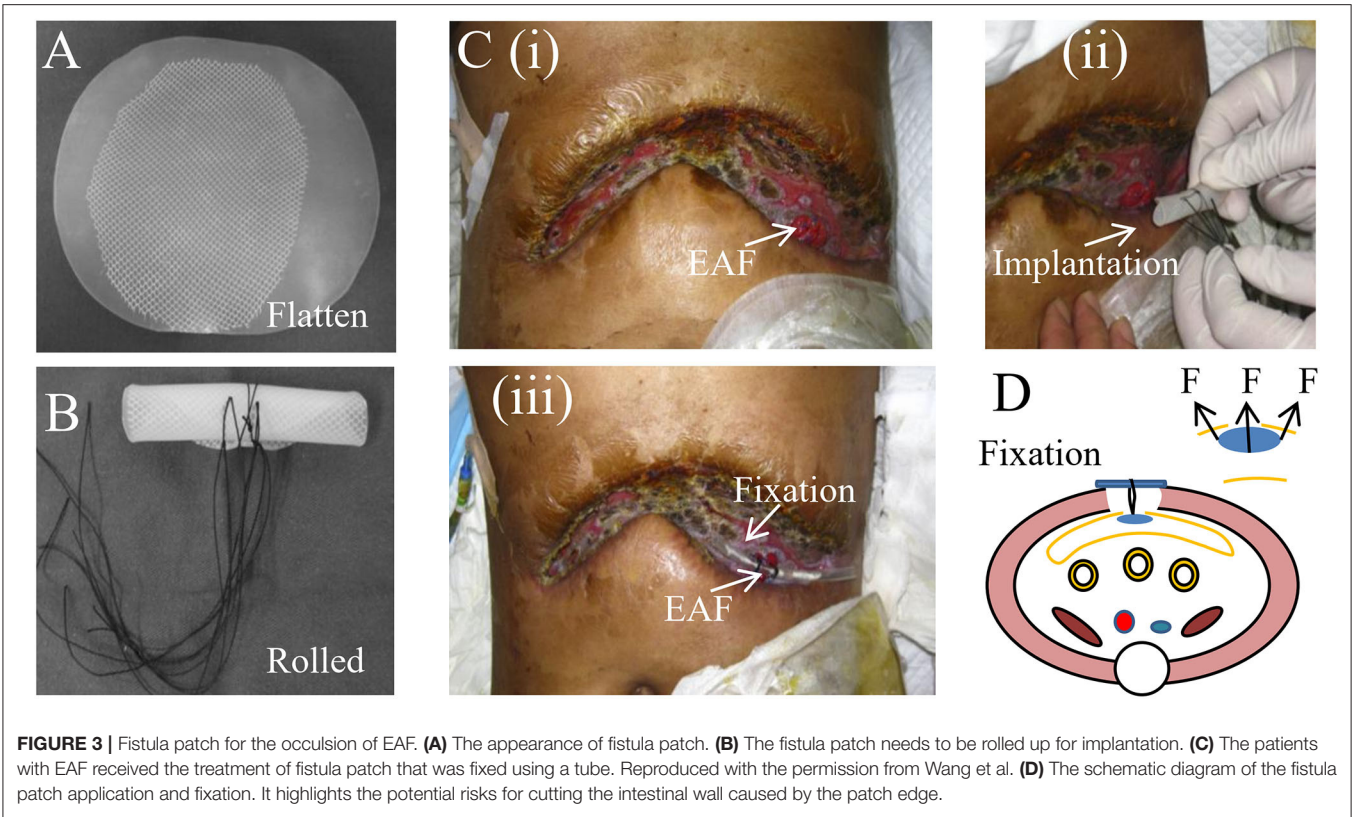 A
Flatten
B
Rolled
C (i)
EAF
(ii)
Implantation
(iii)
Fixation
EAF
D
F F F
Fixation
FIGURE 3 | Fistula patch for the occulsion of EAF. (A) The appearance of fistula patch. (B) The fistula patch needs to be rolled up for implantation. (C) The patients
with EAF received the treatment of fistula patch that was fixed using a tube. Reproduced with the permission from Wang et al. (D) The schematic diagram of the fistula
patch application and fixation. It highlights the potential risks for cutting the intestinal wall caused by the patch edge.